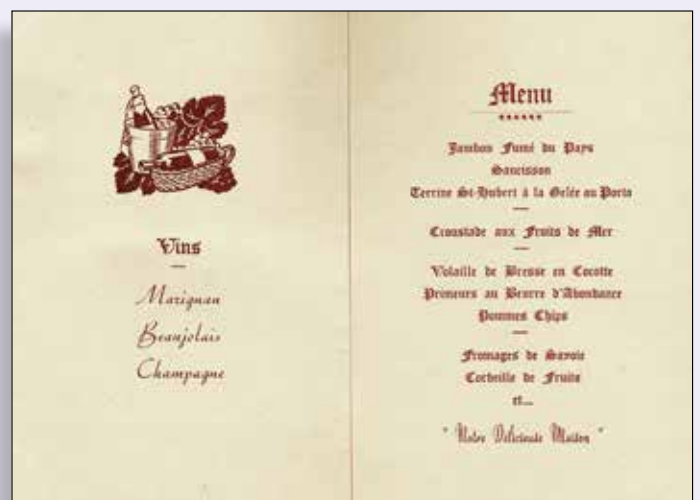 Vins
Marignan
Beaujolais
Champagne
Menu
Jambon Fumé du Pays
Saucisson
Terrine St-Hubert à la Gelée au Porto
Croustade aux Fruits de Mer
Volaille de Bresse en Cocotte
au Beurre d'Abondance
Pommes Chips
Fromages de Savoie
Corbeille de Fruits
et...
" Notre Délicieuse Maison "